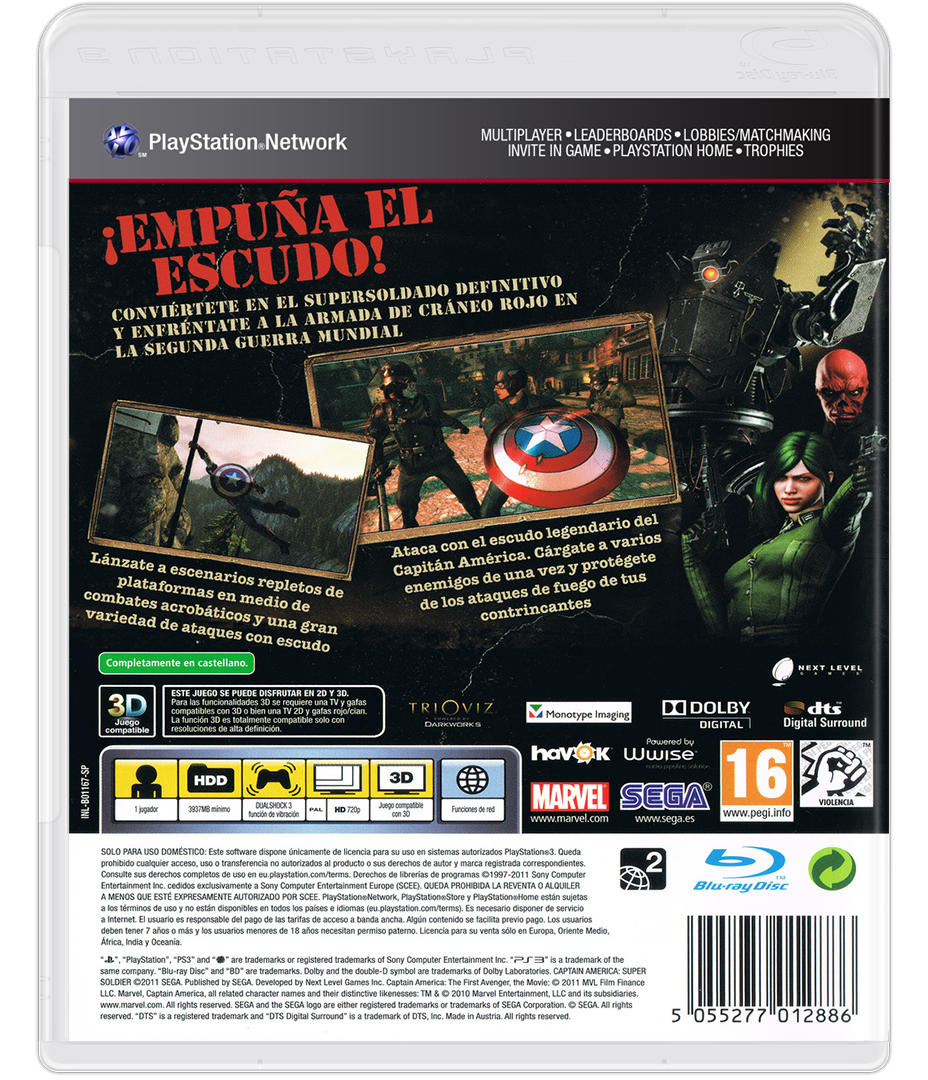 PLAYSTATION 3
Blu-ray Disc
PlayStation®Network
SM
MULTIPLAYER • LEADERBOARDS • LOBBIES/MATCHMAKING
INVITE IN GAME • PLAYSTATION HOME • TROPHIES
¡EMPUÑA EL
ESCUDO!
CONVIÉRTETE EN EL SUPERSOLDADO DEFINITIVO
Y ENFRÉNTATE A LA ARMADA DE CRÁNEO ROJO EN
LA SEGUNDA GUERRA MUNDIAL
Lánzate a escenarios repletos de
plataformas en medio de
combates acrobáticos y una gran
variedad de ataques con escudo
Ataca con el escudo legendario del
Capitán América. Cárgate a varios
enemigos de una vez y protégete
de los ataques de fuego de tus
contrincantes
Completamente en castellano.
NEXT LEVEL
GAMES
3D
Juego
compatible
ESTE JUEGO SE PUEDE DISFRUTAR EN 2D Y 3D.
Para las funcionalidades 3D se requiere una TV y gafas
compatibles con 3D o bien una TV 2D y gafas rojo/cian.
La función 3D es totalmente compatible solo con
resoluciones de alta definición.
TRIOVIZ
POWERED BY
DARKWORKS
Monotype Imaging
DOLBY
DIGITAL
dts
Digital Surround
INL-B01167-SP
1 jugador
HDD
3937MB mínimo
DUALSHOCK 3
función de vibración
PAL
HD 720p
3D
Juego compatible
con 3D
Funciones de red
havok
Powered by
Wwise
audio pipeline solution
MARVEL
www.marvel.com
SEGA®
www.sega.es
16
www.pegi.info
VIOLENCIA
SOLO PARA USO DOMÉSTICO: Este software dispone únicamente de licencia para su uso en sistemas autorizados PlayStation®3. Queda
prohibido cualquier acceso, uso o transferencia no autorizados al producto o sus derechos de autor y marca registrada correspondientes.
Consulte sus derechos completos de uso en eu.playstation.com/terms. Derechos de librerías de programas ©1997-2011 Sony Computer
Entertainment Inc. cedidos exclusivamente a Sony Computer Entertainment Europe (SCEE). QUEDA PROHIBIDA LA REVENTA O ALQUILER
A MENOS QUE ESTÉ EXPRESAMENTE AUTORIZADO POR SCEE. PlayStation®Network, PlayStation®Store y PlayStation®Home están sujetas
a los términos de uso y no están disponibles en todos los países e idiomas (eu.playstation.com/terms). Es necesario disponer de servicio
a Internet. El usuario es responsable del pago de las tarifas de acceso a banda ancha. Algún contenido se facilita previo pago. Los usuarios
deben tener 7 años o más y los usuarios menores de 18 años necesitan permiso paterno. Licencia para su venta sólo en Europa, Oriente Medio,
África, India y Oceanía.
" ", "PlayStation", "PS3" and " " are trademarks or registered trademarks of Sony Computer Entertainment Inc. "PS3" is a trademark of the
same company. "Blu-ray Disc" and "BD" are trademarks. Dolby and the double-D symbol are trademarks of Dolby Laboratories. CAPTAIN AMERICA: SUPER
SOLDIER ©2011 SEGA. Published by SEGA. Developed by Next Level Games Inc. Captain America: The First Avenger, the Movie: © 2011 MVL Film Finance
LLC. Marvel, Captain America, all related character names and their distinctive likenesses: TM & © 2010 Marvel Entertainment, LLC and its subsidiaries.
www.marvel.com. All rights reserved. SEGA and the SEGA logo are either registered trademarks or trademarks of SEGA Corporation. © SEGA. All rights
reserved. "DTS" is a registered trademark and "DTS Digital Surround" is a trademark of DTS, Inc. Made in Austria. All rights reserved.
2
Blu-ray Disc
5 055277 012886